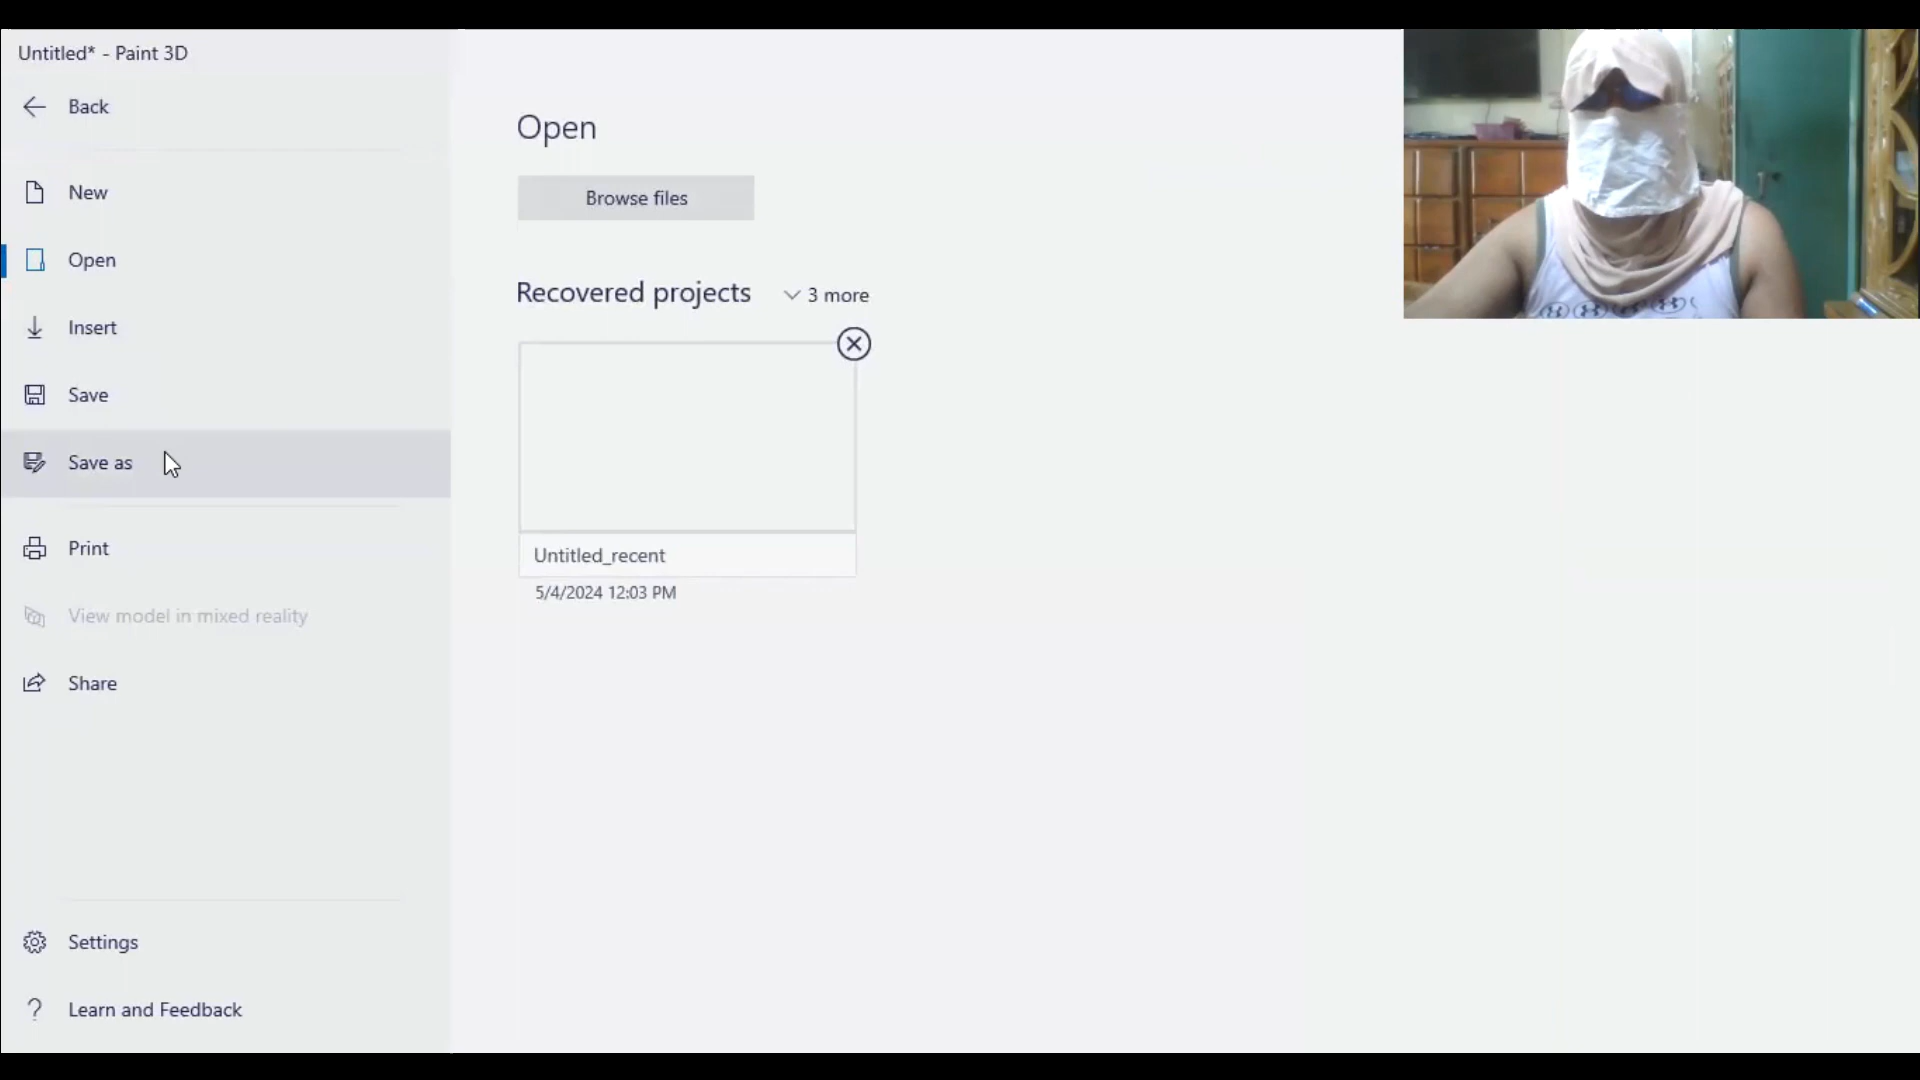 Untitled* - Paint 3D
Back
New
Open
Insert
Save
Save as
Print
View model in mixed reality
Share
Settings
Learn and Feedback
Open
Browse files
Recovered projects
3 more
Untitled_recent
5/4/2024 12:03 PM